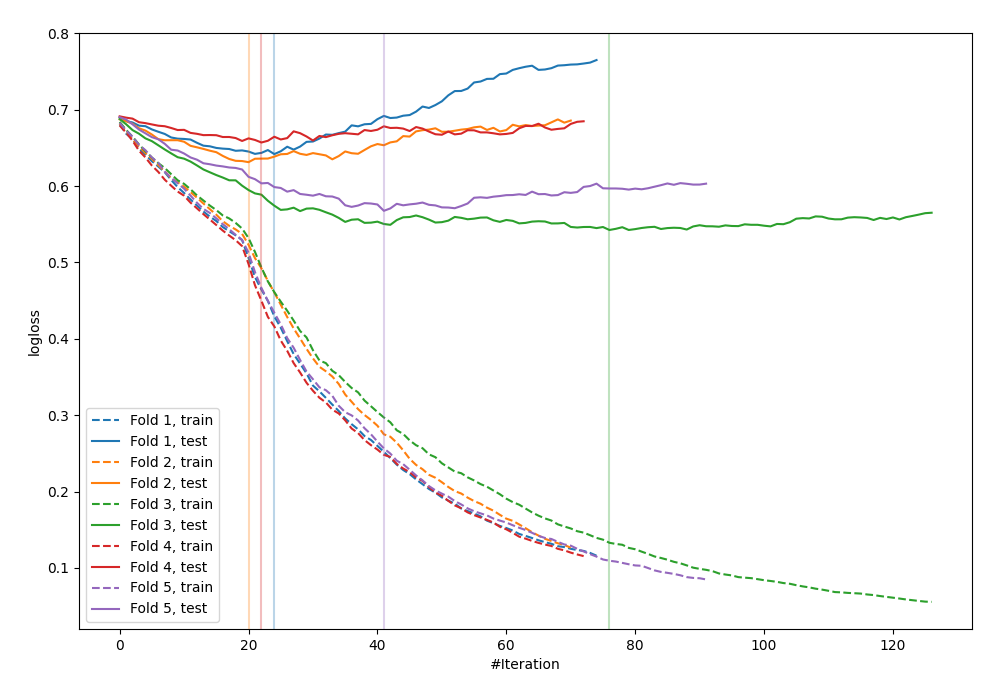 0.8
0.7
0.6
0.5
0.4
0.3
0.2
0.1
logloss
Fold 1, train
Fold 1, test
Fold 2, train
Fold 2, test
Fold 3, train
Fold 3, test
Fold 4, train
Fold 4, test
Fold 5, train
Fold 5, test
0 20 40 60 80 100 120
#Iteration